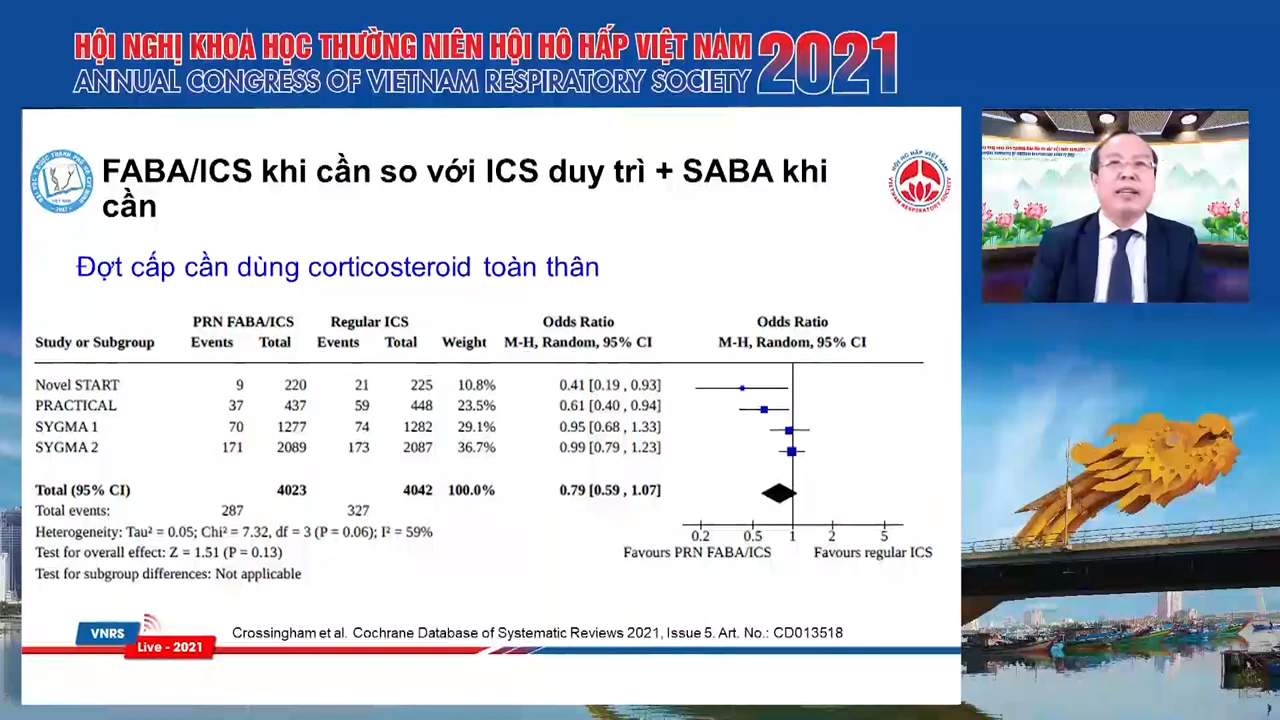 HỘI NGHỊ KHOA HỌC THƯỜNG NIÊN HỘI HÔ HẤP VIỆT NAM 2021
ANNUAL CONGRESS OF VIETNAM RESPIRATORY SOCIETY
FABA/ICS khi cần so với ICS duy trì + SABA khi
cần
HỘI HÔ HẤP VIỆT NAM
VIETNAM RESPIRATORY SOCIETY
Đợt cấp cần dùng corticosteroid toàn thân
PRN FABA/ICS Regular ICS Odds Ratio Odds Ratio
Study or Subgroup Events Total Events Total Weight M-H, Random, 95% CI M-H, Random, 95% CI
Novel START 9 220 21 225 10.8% 0.41 [0.19 , 0.93]
PRACTICAL 37 437 59 448 23.5% 0.61 [0.40 , 0.94]
SYGMA 1 70 1277 74 1282 29.1% 0.95 [0.68 , 1.33]
SYGMA 2 171 2089 173 2087 36.7% 0.99 [0.79 , 1.23]
Total (95% CI) 4023 4042 100.0% 0.79 [0.59 , 1.07]
Total events: 287 327
Heterogeneity: Tau² = 0.05; Chi² = 7.32, df = 3 (P = 0.06); I² = 59%
Test for overall effect: Z = 1.51 (P = 0.13)
Test for subgroup differences: Not applicable
0.2 0.5 1 2 5
Favours PRN FABA/ICS Favours regular ICS
VNRS
Live - 2021
Crossingham et al. Cochrane Database of Systematic Reviews 2021, Issue 5. Art. No.: CD013518